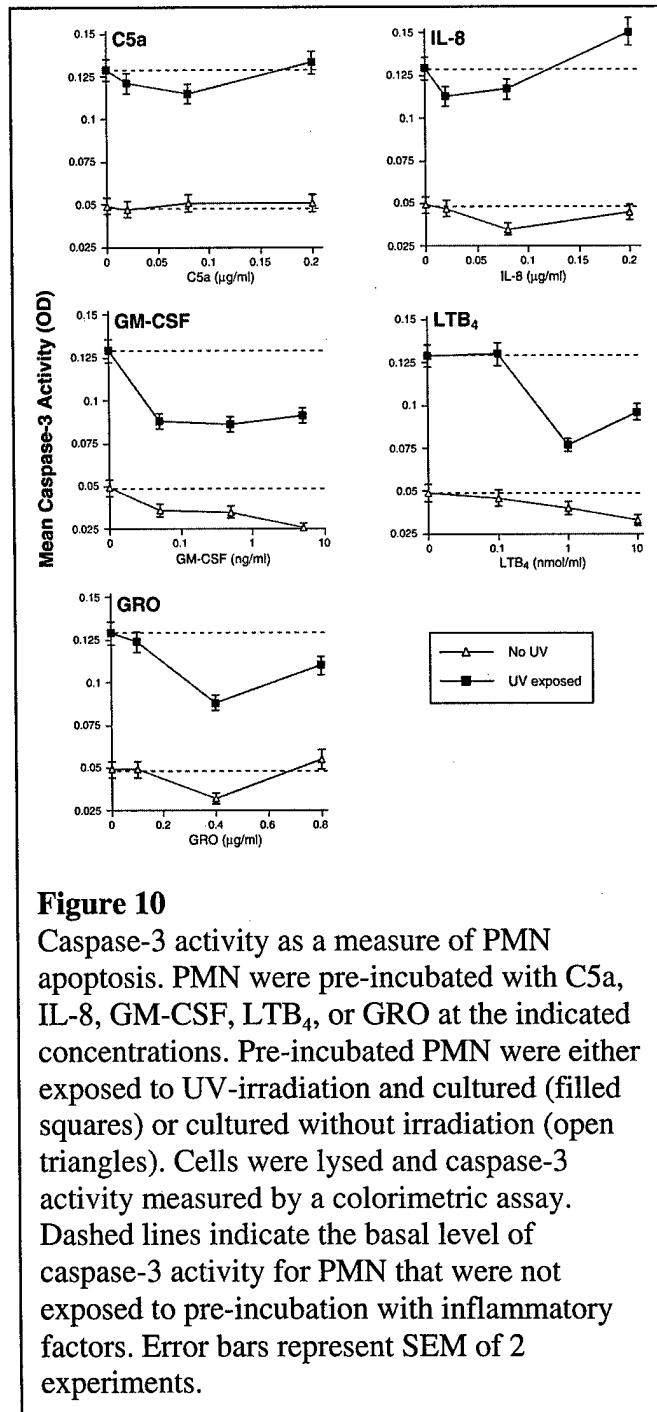 C5a
0.15
0.125
0.1
0.075
0.05
0.025
0
0.05
0.1
0.15
0.2
C5a (µg/ml)
IL-8
0.15
0.125
0.1
0.075
0.05
0.025
0
0.05
0.1
0.15
0.2
IL-8 (µg/ml)
Mean Caspase-3 Activity (OD)
GM-CSF
0.15
0.125
0.1
0.075
0.05
0.025
0
0.1
1
10
GM-CSF (ng/ml)
LTB₄
0.15
0.125
0.1
0.075
0.05
0.025
0
0.1
1
10
LTB₄ (nmol/ml)
GRO
0.15
0.125
0.1
0.075
0.05
0.025
0
0.2
0.4
0.6
0.8
GRO (µg/ml)
No UV
UV exposed
Figure 10
Caspase-3 activity as a measure of PMN
apoptosis. PMN were pre-incubated with C5a,
IL-8, GM-CSF, LTB₄, or GRO at the indicated
concentrations. Pre-incubated PMN were either
exposed to UV-irradiation and cultured (filled
squares) or cultured without irradiation (open
triangles). Cells were lysed and caspase-3
activity measured by a colorimetric assay.
Dashed lines indicate the basal level of
caspase-3 activity for PMN that were not
exposed to pre-incubation with inflammatory
factors. Error bars represent SEM of 2
experiments.